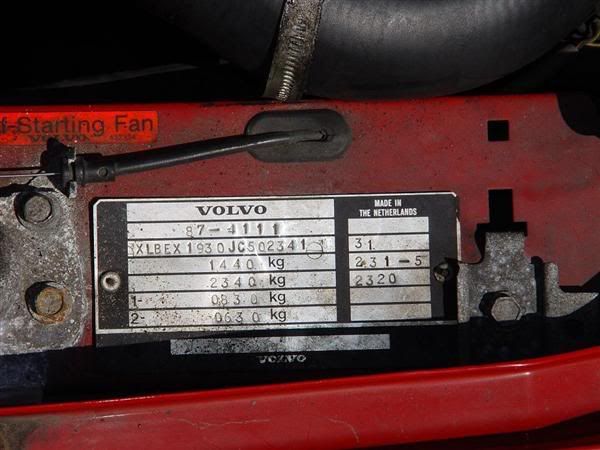 f-Starting Fan
VOLVO
VOLVO
87-4111
XLBEX1930JC502341
1440 kg
2340 kg
1- 0830 kg
2- 0630 kg
MADE IN
THE NETHERLANDS
31
231-5
2320
VOLVO